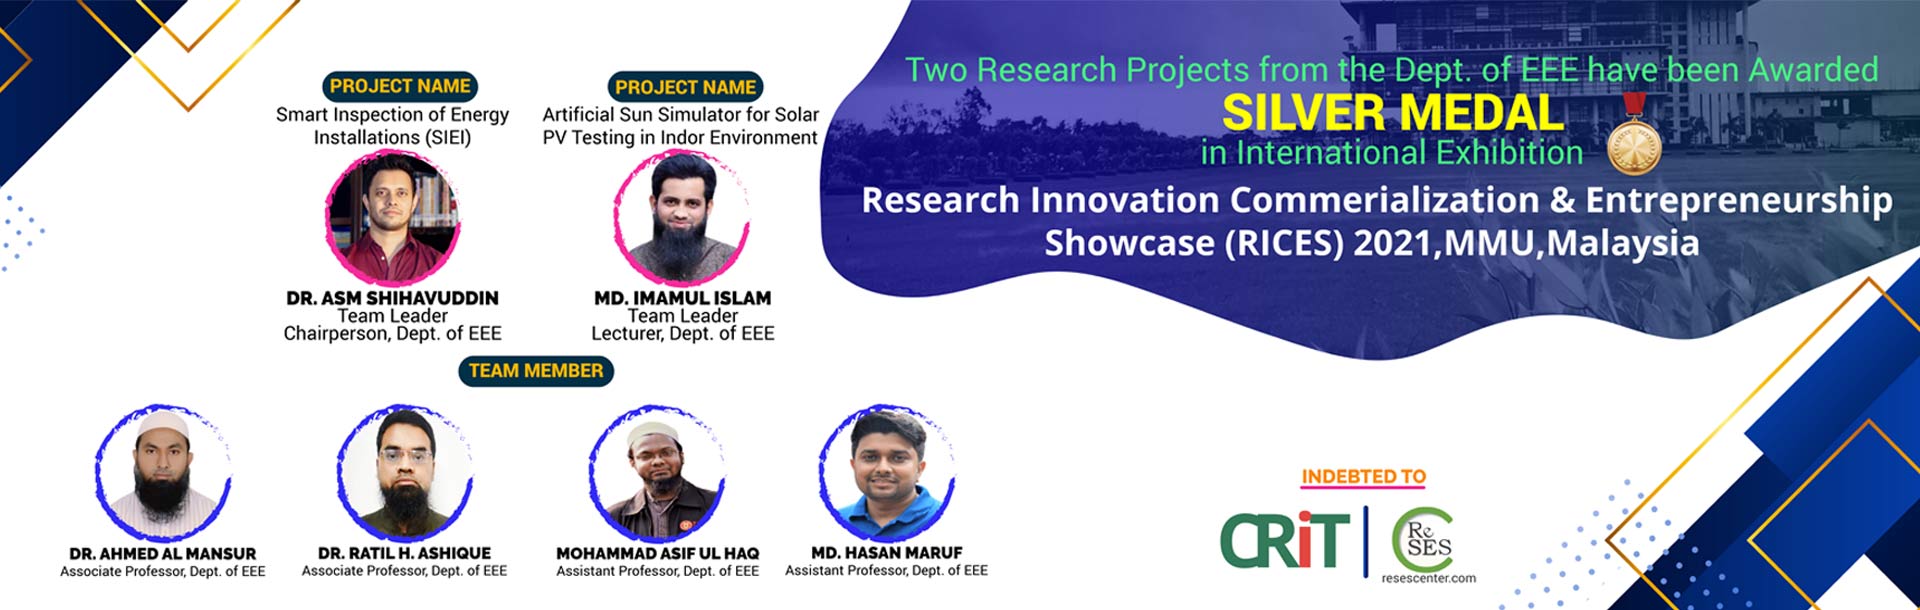 PROJECT NAME
Smart Inspection of Energy
Installations (SIEI)
DR. ASM SHIHAVUDDIN
Team Leader
Chairperson, Dept. of EEE
PROJECT NAME
Artificial Sun Simulator for Solar
PV Testing in Indor Environment
MD. IMAMUL ISLAM
Team Leader
Lecturer, Dept. of EEE
Two Research Projects from the Dept. of EEE have been Awarded
SILVER MEDAL
in International Exhibition
Research Innovation Commerialization & Entrepreneurship
Showcase (RICES) 2021,MMU,Malaysia
TEAM MEMBER
DR. AHMED AL MANSUR
Associate Professor, Dept. of EEE
DR. RATIL H. ASHIQUE
Associate Professor, Dept. of EEE
MOHAMMAD ASIF UL HAQ
Assistant Professor, Dept. of EEE
MD. HASAN MARUF
Assistant Professor, Dept. of EEE
INDEBTED TO
CRiT
Re
SES
resescenter.com